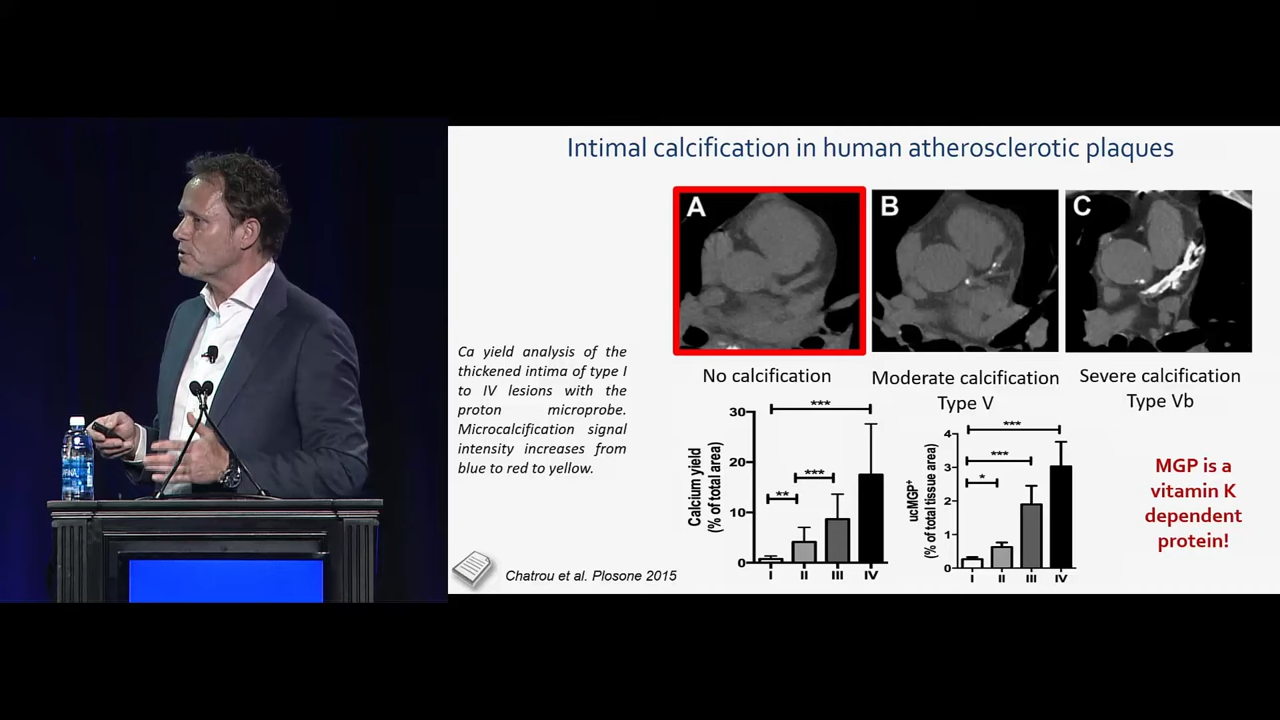 Intimal calcification in human atherosclerotic plaques
A
B
C
No calcification
Moderate calcification
Type V
Severe calcification
Type Vb
Ca yield analysis of the
thickened intima of type I
to IV lesions with the
proton microprobe.
Microcalcification signal
intensity increases from
blue to red to yellow.
Calcium yield
(% of total area)
30
20
10
0
***
**
***
I II III IV
ucMGP+
(% of total tissue area)
4
3
2
1
0
***
***
*
I II III IV
MGP is a
vitamin K
dependent
protein!
Chatrou et al. Plosone 2015